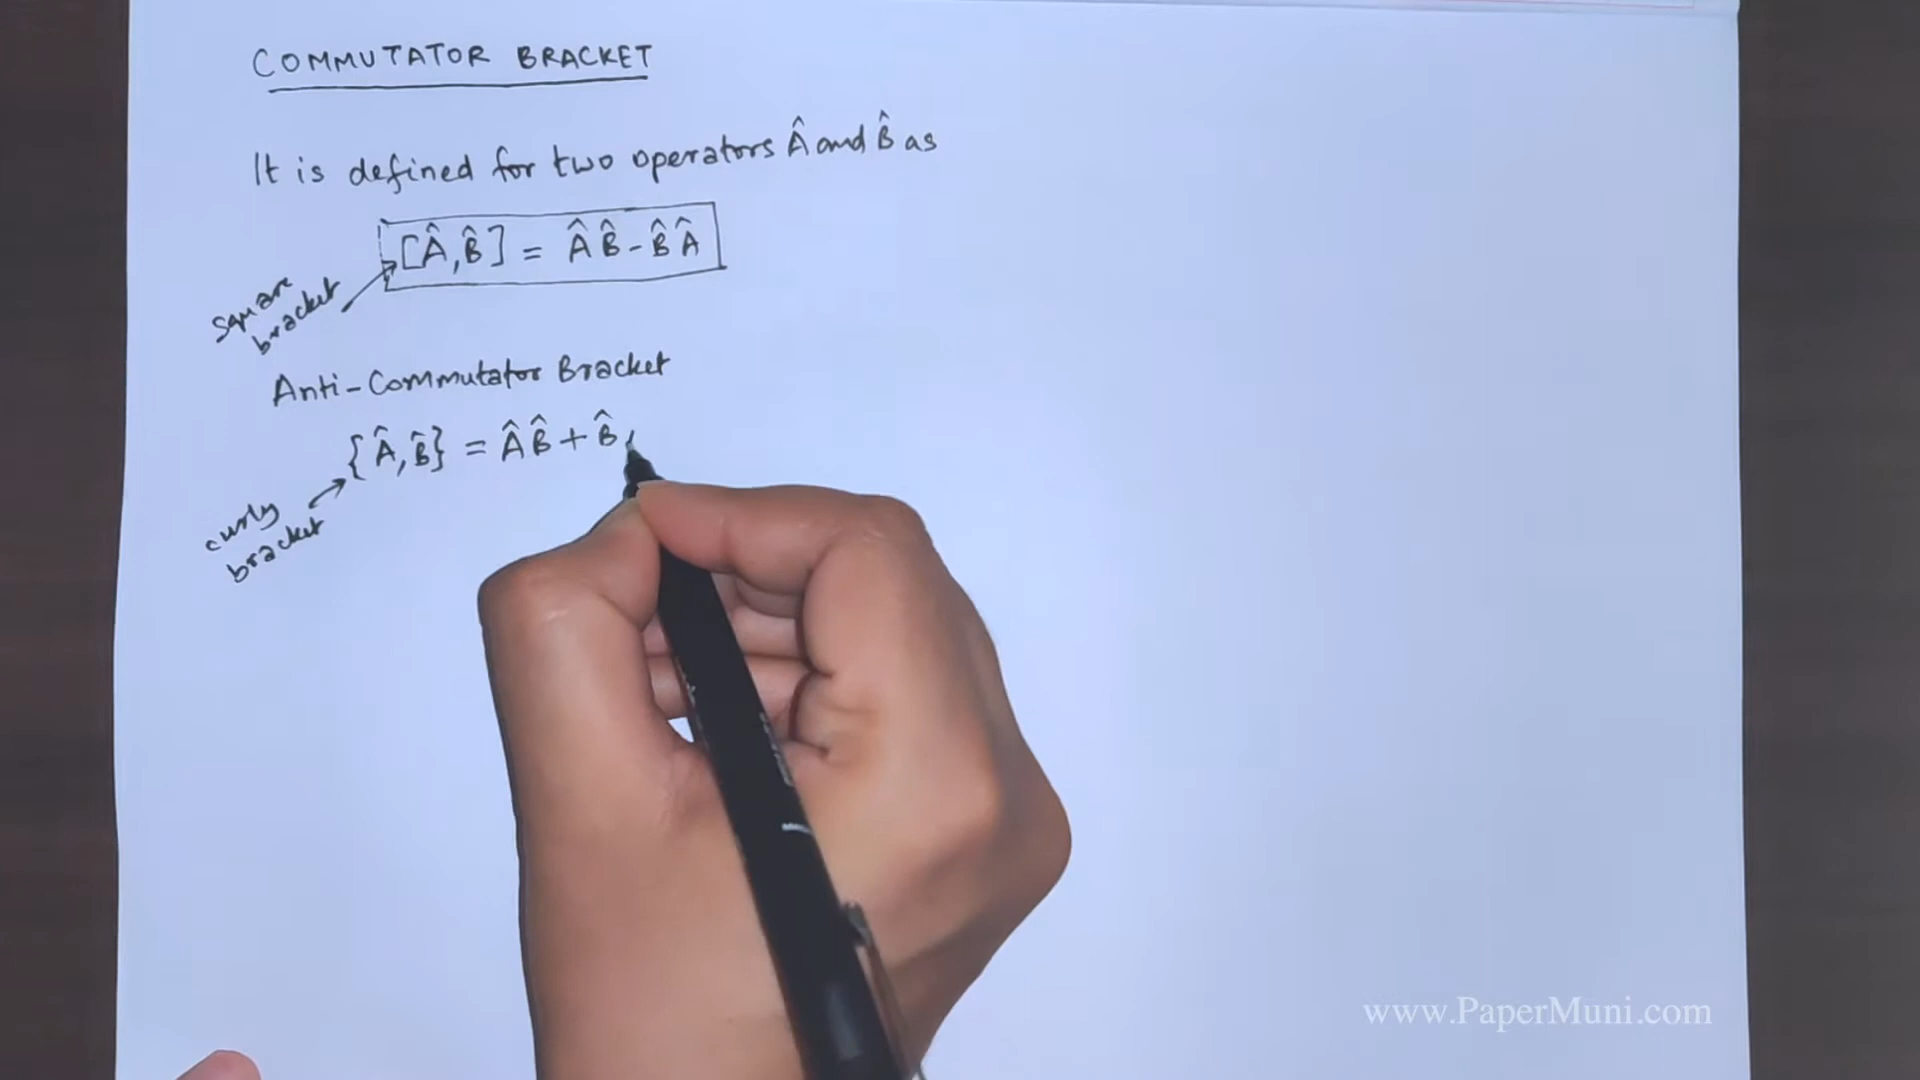 COMMUTATOR BRACKET
It is defined for two operators Â and B̂ as
[Â,B̂] = ÂB̂-B̂Â
square
bracket
Anti-Commutator Bracket
{Â,B̂} = ÂB̂+B̂
curly
bracket
www.PaperMuni.com